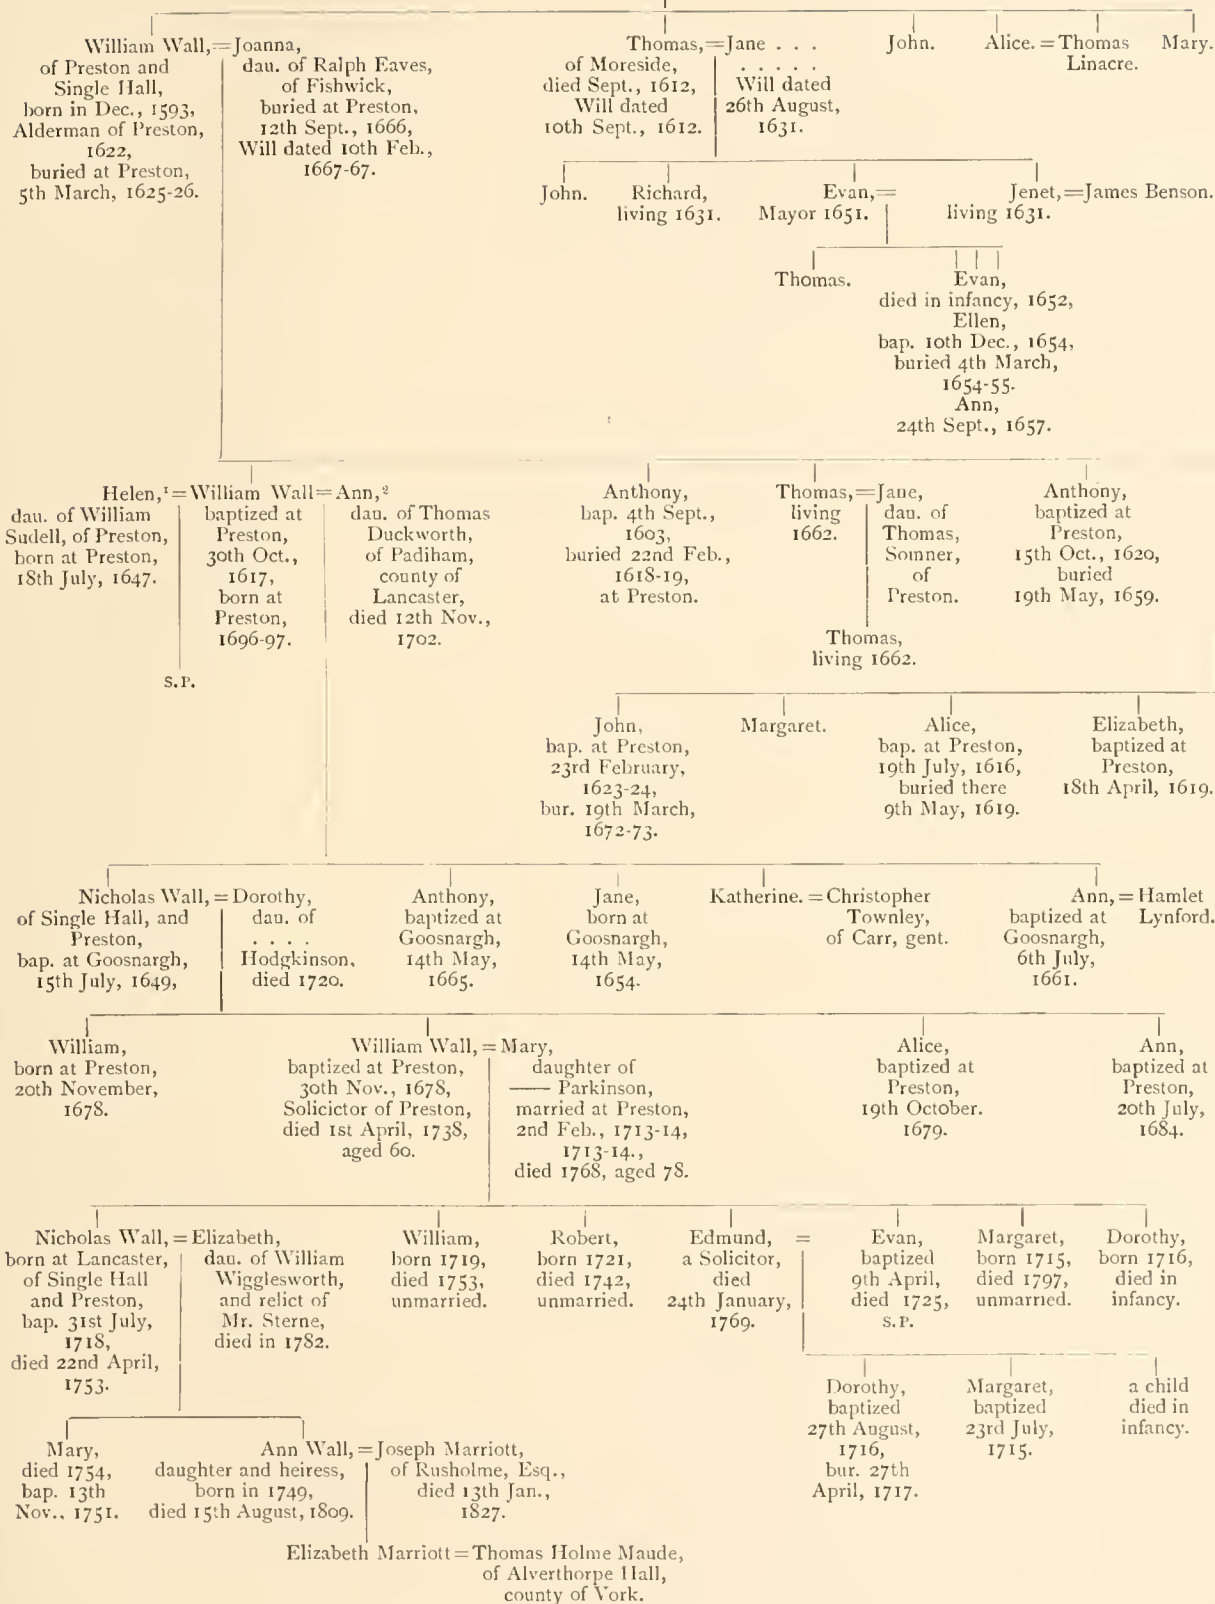 William Wall, = Joanna,
of Preston and
Single Hall,
born in Dec., 1593,
Alderman of Preston,
1622,
buried at Preston,
5th March, 1625-26.
dau. of Ralph Eaves,
of Fishwick,
buried at Preston,
12th Sept., 1666,
Will dated 10th Feb.,
1667-67.
Thomas, = Jane . . .
of Moreside,
died Sept., 1612,
Will dated
10th Sept., 1612.
. . . . .
Will dated
26th August,
1631.
John.
Alice. = Thomas
Linacre.
Mary.
John.
Richard,
living 1631.
Evan, =
Mayor 1651.
Jenet, = James Benson.
living 1631.
Thomas.
Evan,
died in infancy, 1652,
Ellen,
bap. 10th Dec., 1654,
buried 4th March,
1654-55.
Ann,
24th Sept., 1657.
Helen,¹ = William Wall = Ann,²
dau. of William
Sudell, of Preston,
born at Preston,
18th July, 1647.
baptized at
Preston,
30th Oct.,
1617,
born at
Preston,
1696-97.
dau. of Thomas
Duckworth,
of Padiham,
county of
Lancaster,
died 12th Nov.,
1702.
S.P.
Anthony,
bap. 4th Sept.,
1603,
buried 22nd Feb.,
1618-19,
at Preston.
Thomas, = Jane,
living
1662.
dau. of
Thomas,
Somner,
of
Preston.
Anthony,
baptized at
Preston,
15th Oct., 1620,
buried
19th May, 1659.
Thomas,
living 1662.
John,
bap. at Preston,
23rd February,
1623-24,
bur. 19th March,
1672-73.
Margaret.
Alice,
bap. at Preston,
19th July, 1616,
buried there
9th May, 1619.
Elizabeth,
baptized at
Preston,
18th April, 1619.
Nicholas Wall, = Dorothy,
of Single Hall, and
Preston,
bap. at Goosnargh,
15th July, 1649,
dau. of
. . . .
Hodgkinson,
died 1720.
Anthony,
baptized at
Goosnargh,
14th May,
1665.
Jane,
born at
Goosnargh,
14th May,
1654.
Katherine. = Christopher
Townley,
of Carr, gent.
Ann, = Hamlet
Lynford.
baptized at
Goosnargh,
6th July,
1661.
William,
born at Preston,
20th November,
1678.
William Wall, = Mary,
baptized at Preston,
30th Nov., 1678,
Solicictor of Preston,
died 1st April, 1738,
aged 60.
daughter of
—— Parkinson,
married at Preston,
2nd Feb., 1713-14,
1713-14.,
died 1768, aged 78.
Alice,
baptized at
Preston,
19th October.
1679.
Ann,
baptized at
Preston,
20th July,
1684.
Nicholas Wall, = Elizabeth,
born at Lancaster,
of Single Hall
and Preston,
bap. 31st July,
1718,
died 22nd April,
1753.
dau. of William
Wigglesworth,
and relict of
Mr. Sterne,
died in 1782.
William,
born 1719,
died 1753,
unmarried.
Robert,
born 1721,
died 1742,
unmarried.
Edmund, =
a Solicitor,
died
24th January,
1769.
Evan,
baptized
9th April,
died 1725,
S.P.
Margaret,
born 1715,
died 1797,
unmarried.
Dorothy,
born 1716,
died in
infancy.
Dorothy,
baptized
27th August,
1716,
bur. 27th
April, 1717.
Margaret,
baptized
23rd July,
1715.
a child
died in
infancy.
Mary,
died 1754,
bap. 13th
Nov., 1751.
Ann Wall, = Joseph Marriott,
daughter and heiress,
born in 1749,
died 15th August, 1809.
of Rusholme, Esq.,
died 13th Jan.,
1827.
Elizabeth Marriott = Thomas Holme Maude,
of Alverthorpe Hall,
county of York.